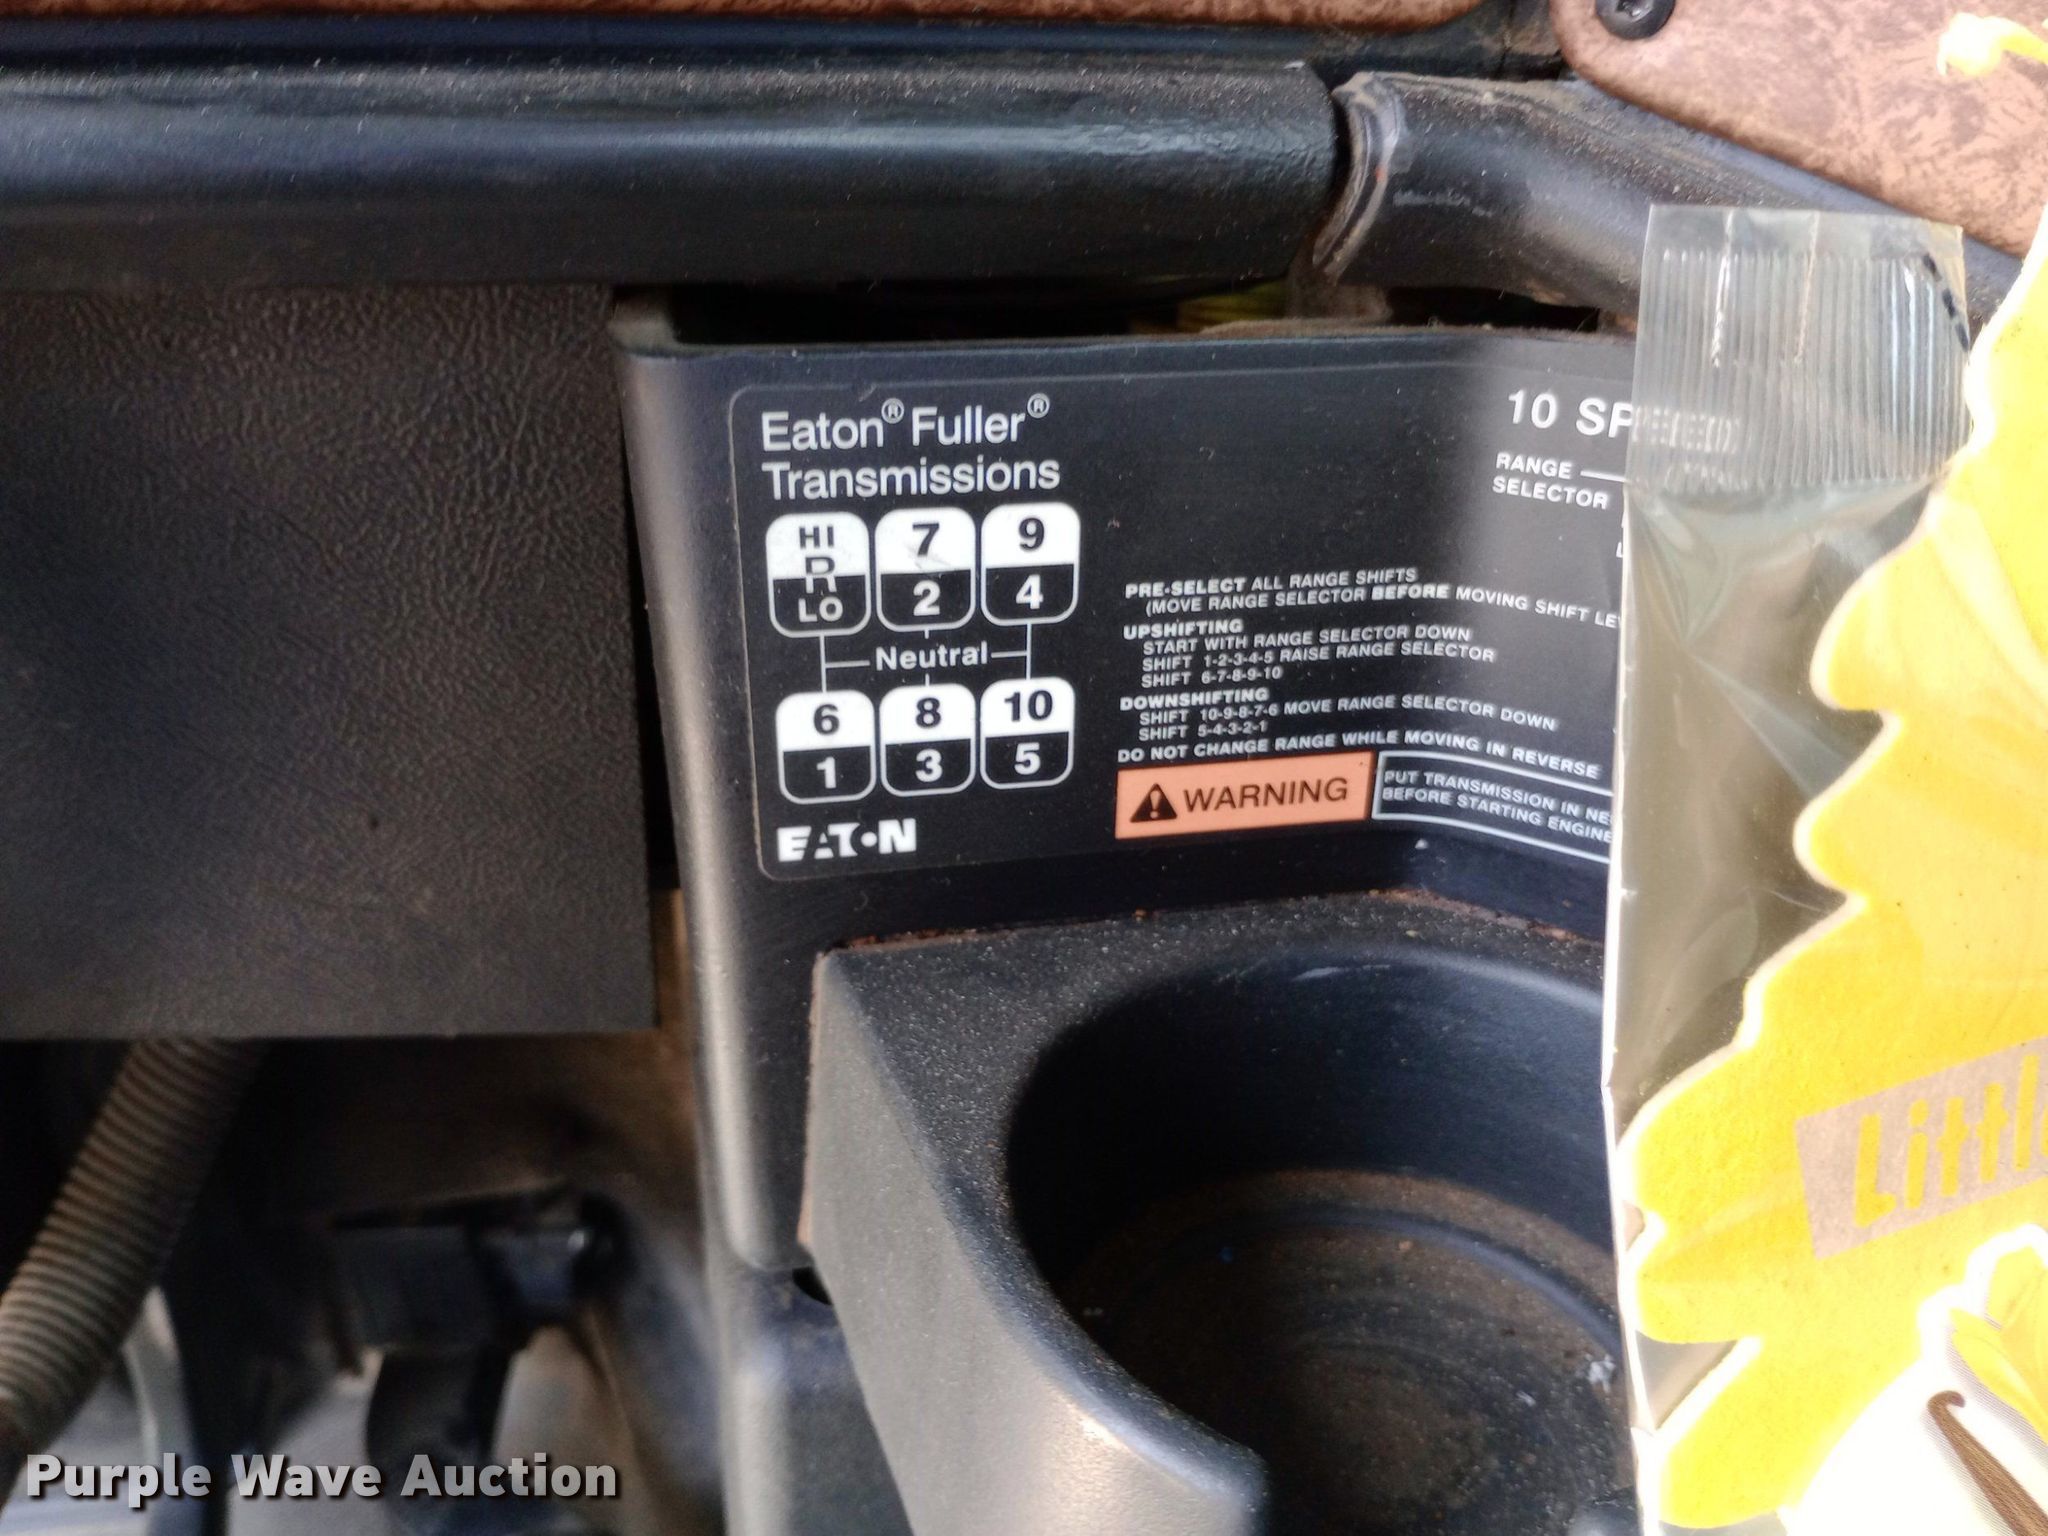 Eaton® Fuller®
Transmissions
HI 7 9
R
LO 2 4
Neutral
6 8 10
1 3 5
EATON
10 SPEED
RANGE
SELECTOR
PRE-SELECT ALL RANGE SHIFTS
(MOVE RANGE SELECTOR BEFORE MOVING SHIFT
UPSHIFTING
START WITH RANGE SELECTOR DOWN
SHIFT 1-2-3-4-5 RAISE RANGE SELECTOR
SHIFT 6-7-8-9-10
DOWNSHIFTING
SHIFT 10-9-8-7-6 MOVE RANGE SELECTOR DOWN
SHIFT 5-4-3-2-1
DO NOT CHANGE RANGE WHILE MOVING IN REVERSE
WARNING
PUT TRANSMISSION IN
BEFORE STARTING ENGINE
Little
Purple Wave Auction